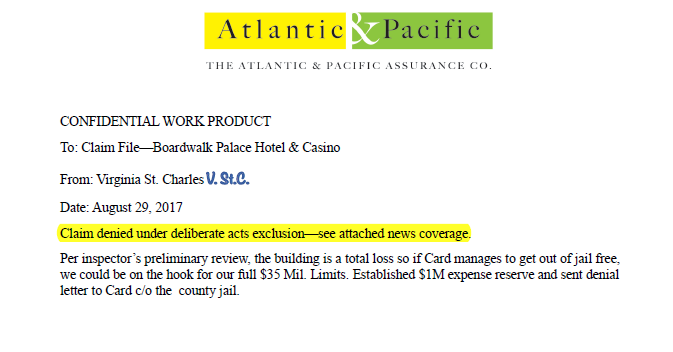 Atlantic & Pacific
THE ATLANTIC & PACIFIC ASSURANCE CO.
CONFIDENTIAL WORK PRODUCT
To: Claim File—Boardwalk Palace Hotel & Casino
From: Virginia St. Charles V. St.C.
Date: August 29, 2017
Claim denied under deliberate acts exclusion—see attached news coverage.
Per inspector’s preliminary review, the building is a total loss so if Card manages to get out of jail free,
we could be on the hook for our full $35 Mil. Limits. Established $1M expense reserve and sent denial
letter to Card c/o the  county jail.